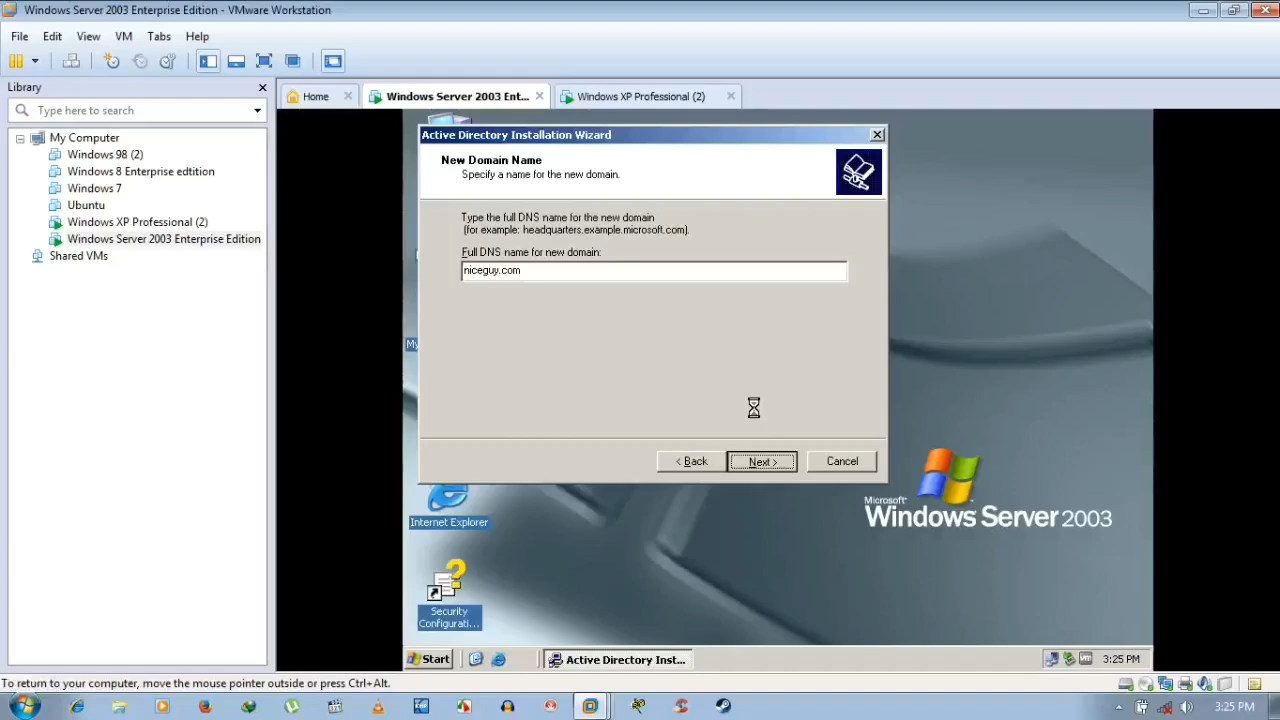 Windows Server 2003 Enterprise Edition - VMware Workstation
File Edit View VM Tabs Help
Library
Type here to search
My Computer
Windows 98 (2)
Windows 8 Enterprise edtition
Windows 7
Ubuntu
Windows XP Professional (2)
Windows Server 2003 Enterprise Edition
Shared VMs
Home
Windows Server 2003 Ent...
Windows XP Professional (2)
Active Directory Installation Wizard
New Domain Name
Specify a name for the new domain.
Type the full DNS name for the new domain
(for example: headquarters.example.microsoft.com).
Full DNS name for new domain:
niceguy.com
< Back
Next >
Cancel
My
Internet Explorer
Security
Configurati...
Microsoft
Windows Server 2003
Start
Active Directory Inst...
3:25 PM
To return to your computer, move the mouse pointer outside or press Ctrl+Alt.
3:25 PM